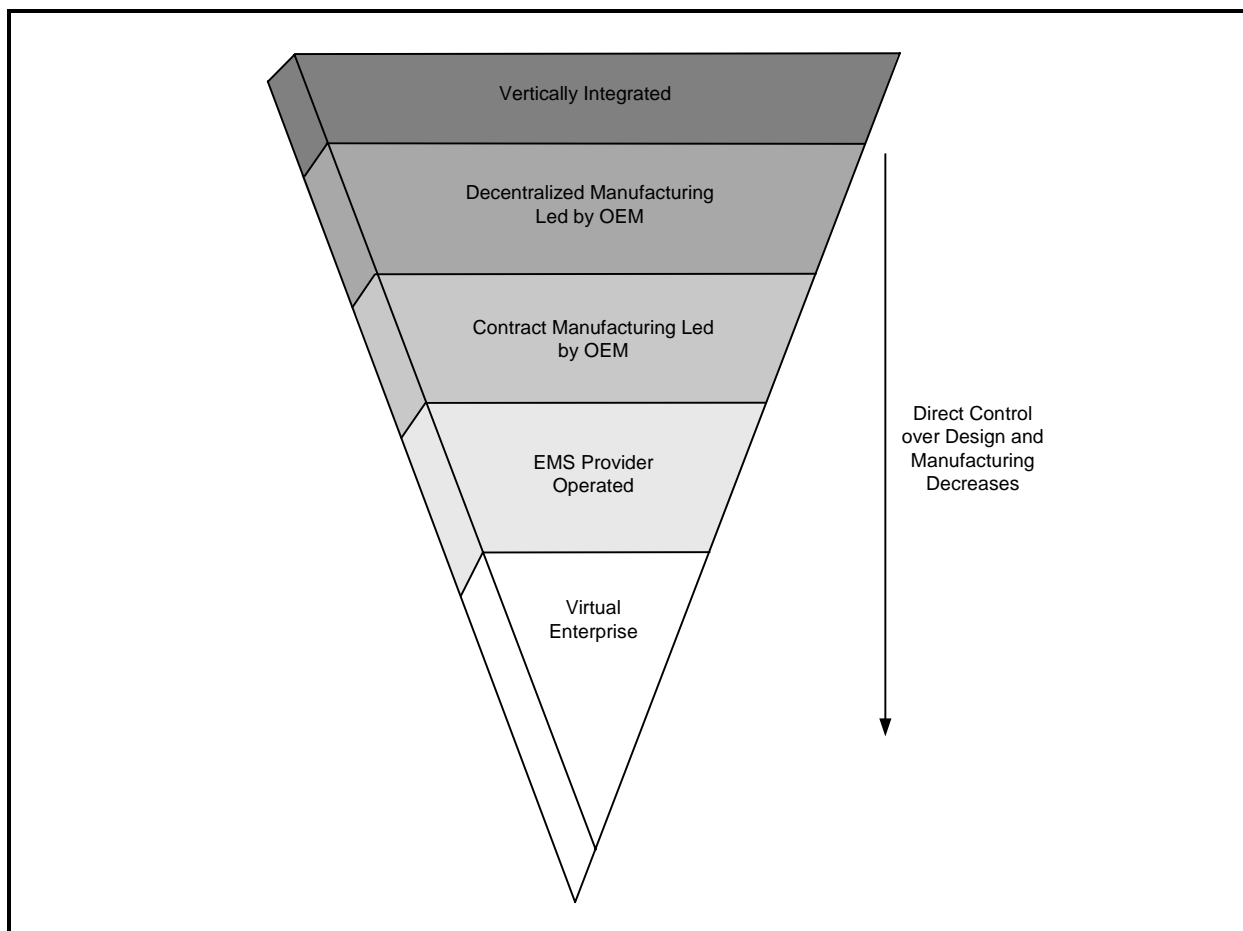 Vertically Integrated
Decentralized Manufacturing
Led by OEM
Contract Manufacturing Led
by OEM
EMS Provider
Operated
Virtual
Enterprise
Direct Control
over Design and
Manufacturing
Decreases